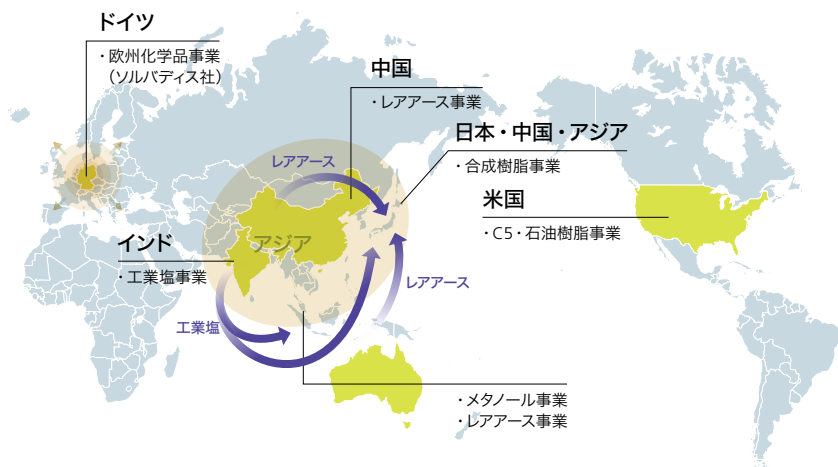 ドイツ
・欧州化学品事業
（ソルバディス社）
中国
・レアアース事業
日本・中国・アジア
・合成樹脂事業
レアアース
米国
・C5・石油樹脂事業
インド
・工業塩事業
アジア
レアアース
工業塩
・メタノール事業
・レアアース事業